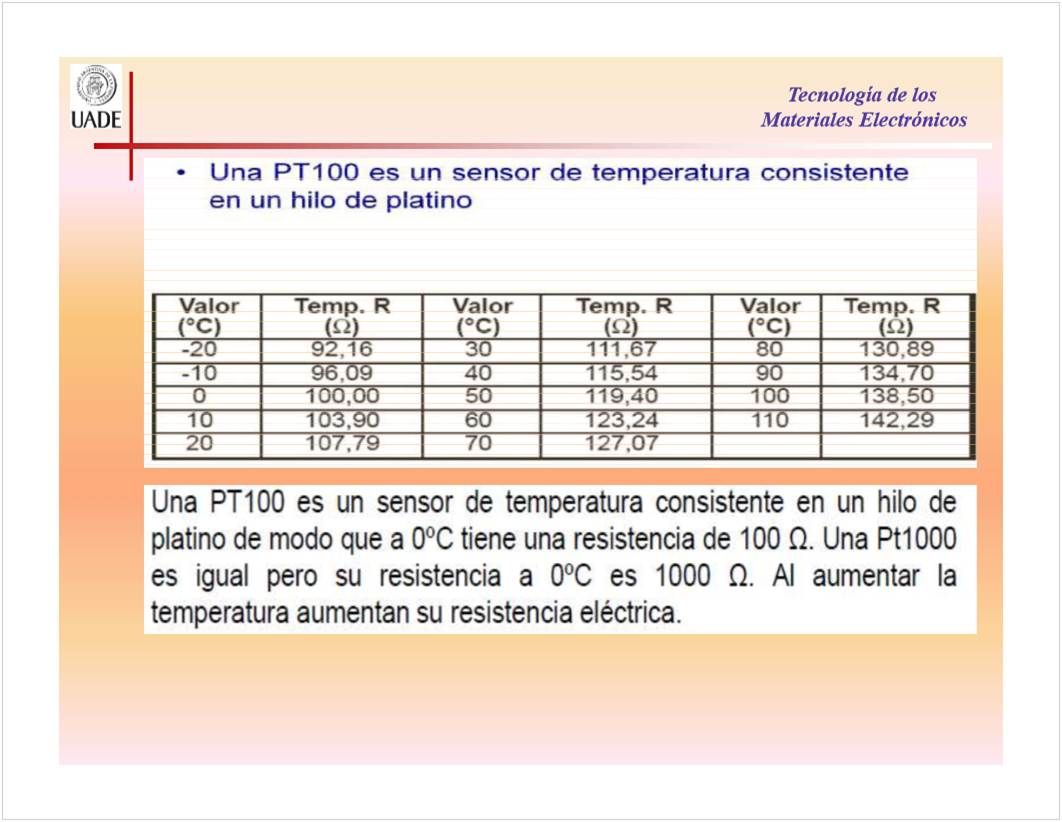 UADE
Tecnología de los
Materiales Electrónicos
• Una PT100 es un sensor de temperatura consistente
en un hilo de platino
Valor (°C) Temp. R (Ω) Valor (°C) Temp. R (Ω) Valor (°C) Temp. R (Ω)
-20 92,16 30 111,67 80 130,89
-10 96,09 40 115,54 90 134,70
0 100,00 50 119,40 100 138,50
10 103,90 60 123,24 110 142,29
20 107,79 70 127,07
Una PT100 es un sensor de temperatura consistente en un hilo de
platino de modo que a 0ºC tiene una resistencia de 100 Ω. Una Pt1000
es igual pero su resistencia a 0ºC es 1000 Ω. Al aumentar la
temperatura aumentan su resistencia eléctrica.